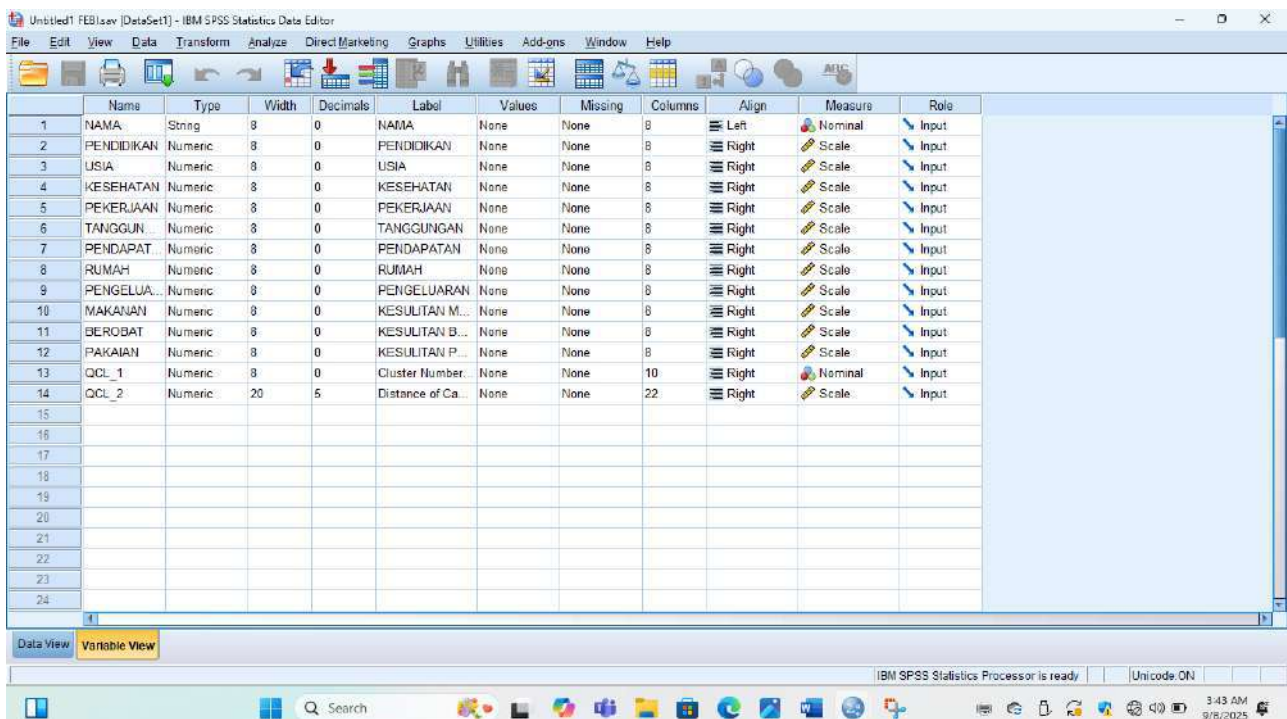 Untitled1 FEBI.sav [DataSet1] - IBM SPSS Statistics Data Editor
File Edit View Data Transform Analyze Direct Marketing Graphs Utilities Add-ons Window Help
Name Type Width Decimals Label Values Missing Columns Align Measure Role
1 NAMA String 8 0 NAMA None None 8 Left Nominal Input
2 PENDIDIKAN Numeric 8 0 PENDIDIKAN None None 8 Right Scale Input
3 USIA Numeric 8 0 USIA None None 8 Right Scale Input
4 KESEHATAN Numeric 8 0 KESEHATAN None None 8 Right Scale Input
5 PEKERJAAN Numeric 8 0 PEKERJAAN None None 8 Right Scale Input
6 TANGGUN... Numeric 8 0 TANGGUNGAN None None 8 Right Scale Input
7 PENDAPAT... Numeric 8 0 PENDAPATAN None None 8 Right Scale Input
8 RUMAH Numeric 8 0 RUMAH None None 8 Right Scale Input
9 PENGELUA... Numeric 8 0 PENGELUARAN None None 8 Right Scale Input
10 MAKANAN Numeric 8 0 KESULITAN M... None None 8 Right Scale Input
11 BEROBAT Numeric 8 0 KESULITAN B... None None 8 Right Scale Input
12 PAKAIAN Numeric 8 0 KESULITAN P... None None 8 Right Scale Input
13 QCL_1 Numeric 8 0 Cluster Number... None None 10 Right Nominal Input
14 QCL_2 Numeric 20 5 Distance of Ca... None None 22 Right Scale Input
15
16
17
18
19
20
21
22
23
24
Data View Variable View
IBM SPSS Statistics Processor is ready Unicode:ON
Search 3:43 AM
9/8/2025